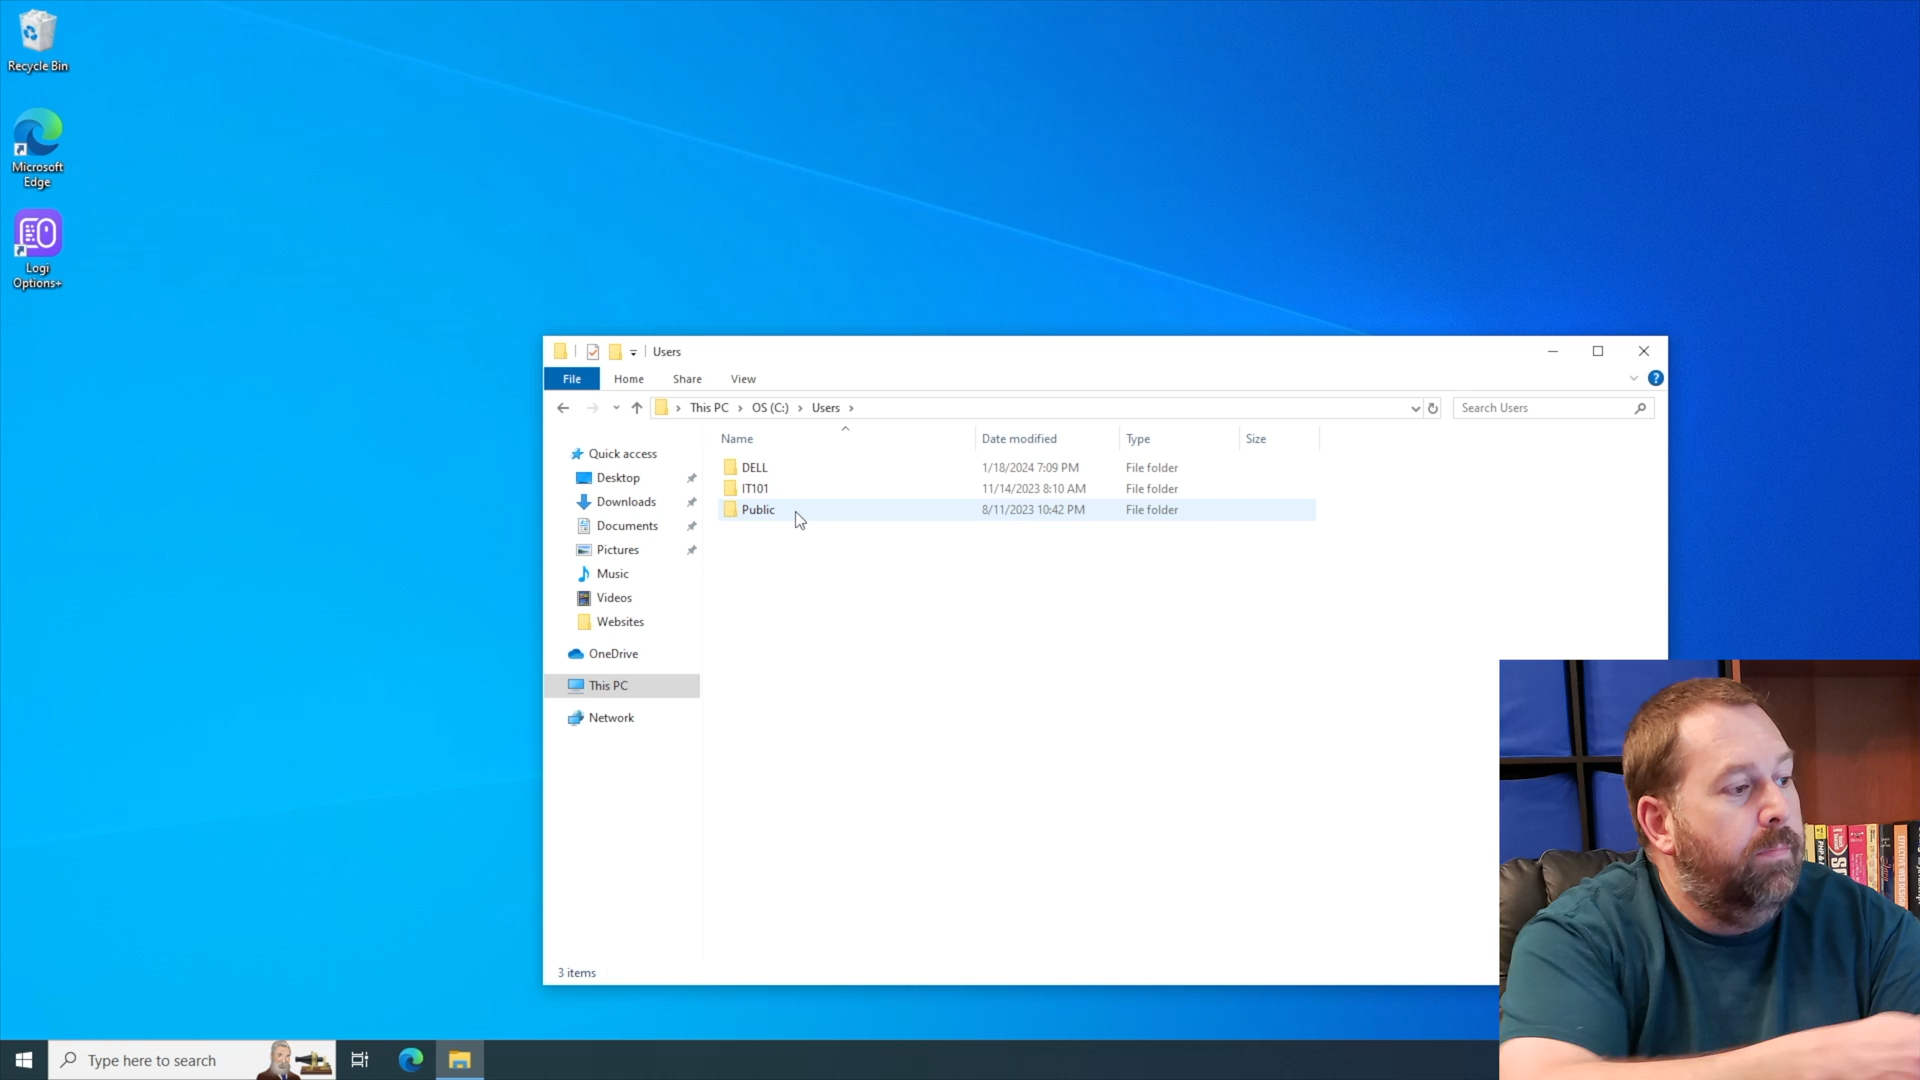 Recycle Bin
Microsoft
Edge
Logi
Options+
Users
File Home Share View
This PC OS (C:) Users
Search Users
Name Date modified Type Size
Quick access
Desktop
Downloads
Documents
Pictures
Music
Videos
Websites
OneDrive
This PC
Network
DELL 1/18/2024 7:09 PM File folder
IT101 11/14/2023 8:10 AM File folder
Public 8/11/2023 10:42 PM File folder
3 items
Type here to search
EFFECTIVE WEB DESIGN